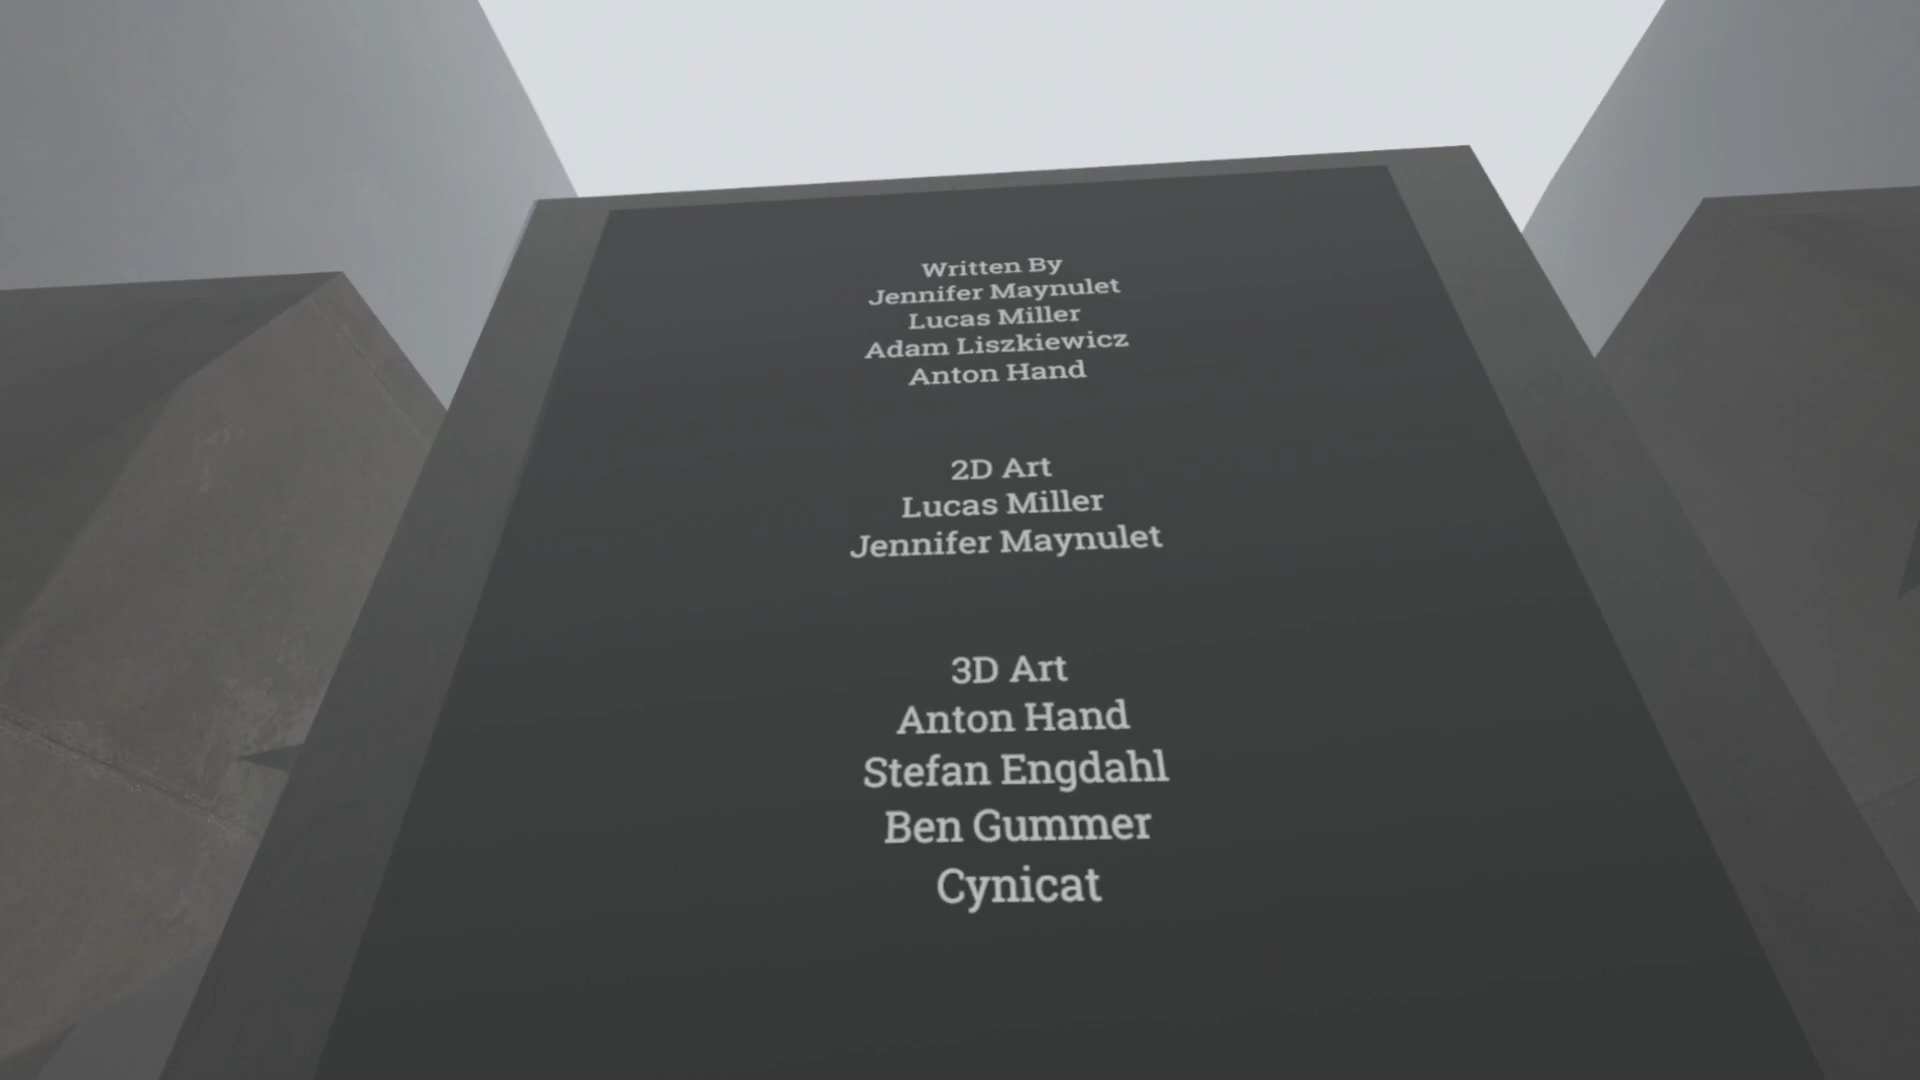 Written By
Jennifer Maynulet
Lucas Miller
Adam Liszkiewicz
Anton Hand
2D Art
Lucas Miller
Jennifer Maynulet
3D Art
Anton Hand
Stefan Engdahl
Ben Gummer
Cynicat